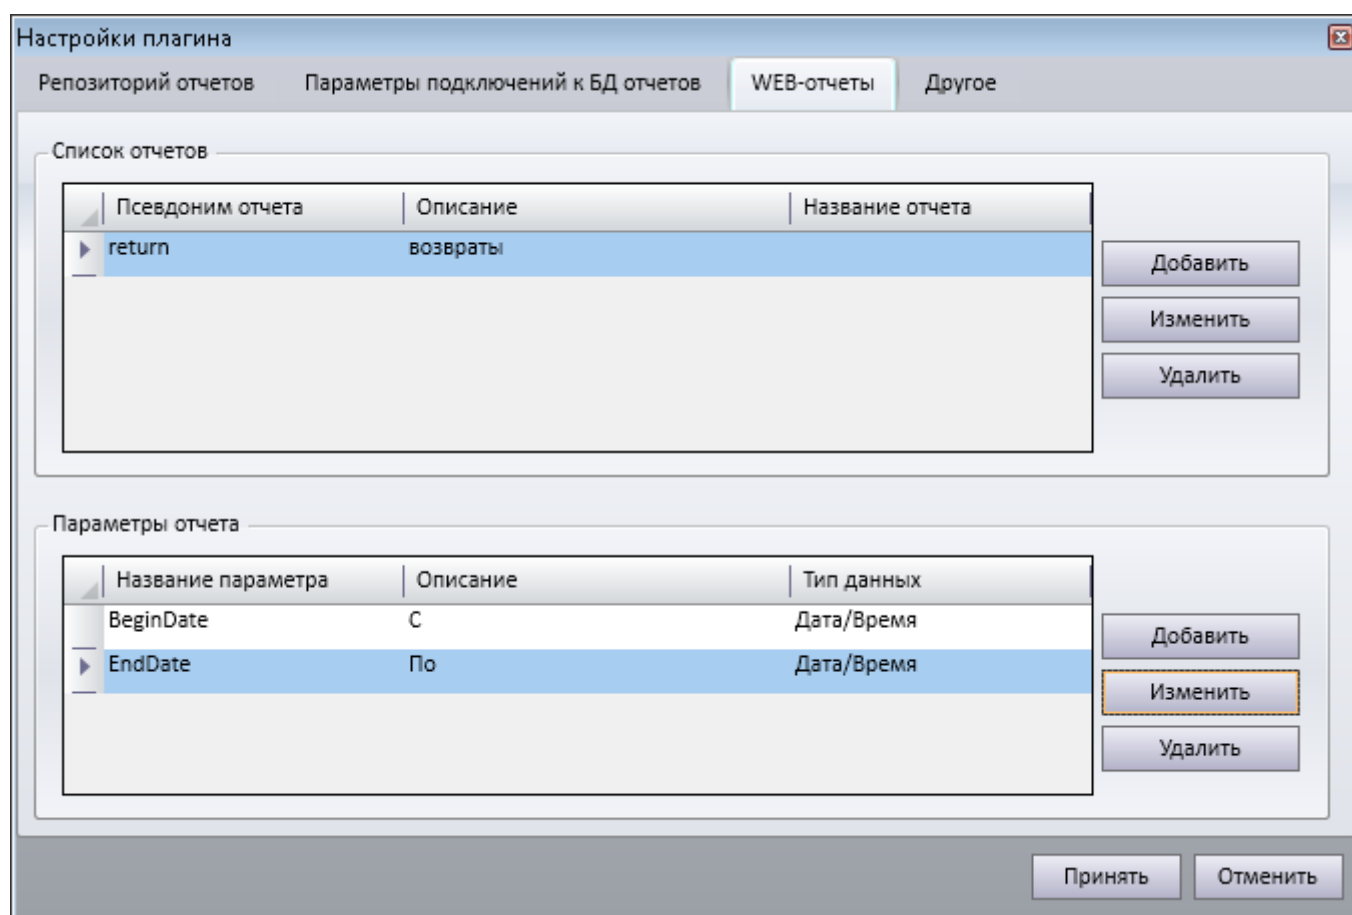 Настройки плагина
Репозиторий отчетов Параметры подключений к БД отчетов WEB-отчеты Другое
Список отчетов
Псевдоним отчета Описание Название отчета
return возвраты
Добавить
Изменить
Удалить
Параметры отчета
Название параметра Описание Тип данных
BeginDate С Дата/Время
EndDate По Дата/Время
Добавить
Изменить
Удалить
Принять Отменить